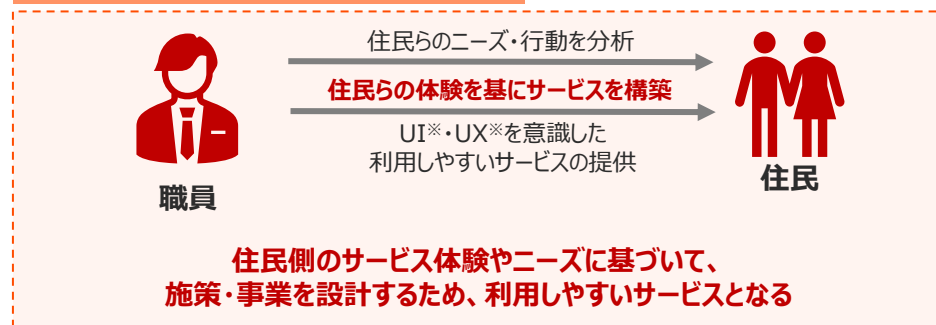 住民らのニーズ・行動を分析
住民らの体験を基にサービスを構築
UI※・UX※を意識した
利用しやすいサービスの提供
職員
住民
住民側のサービス体験やニーズに基づいて、
施策・事業を設計するため、利用しやすいサービスとなる